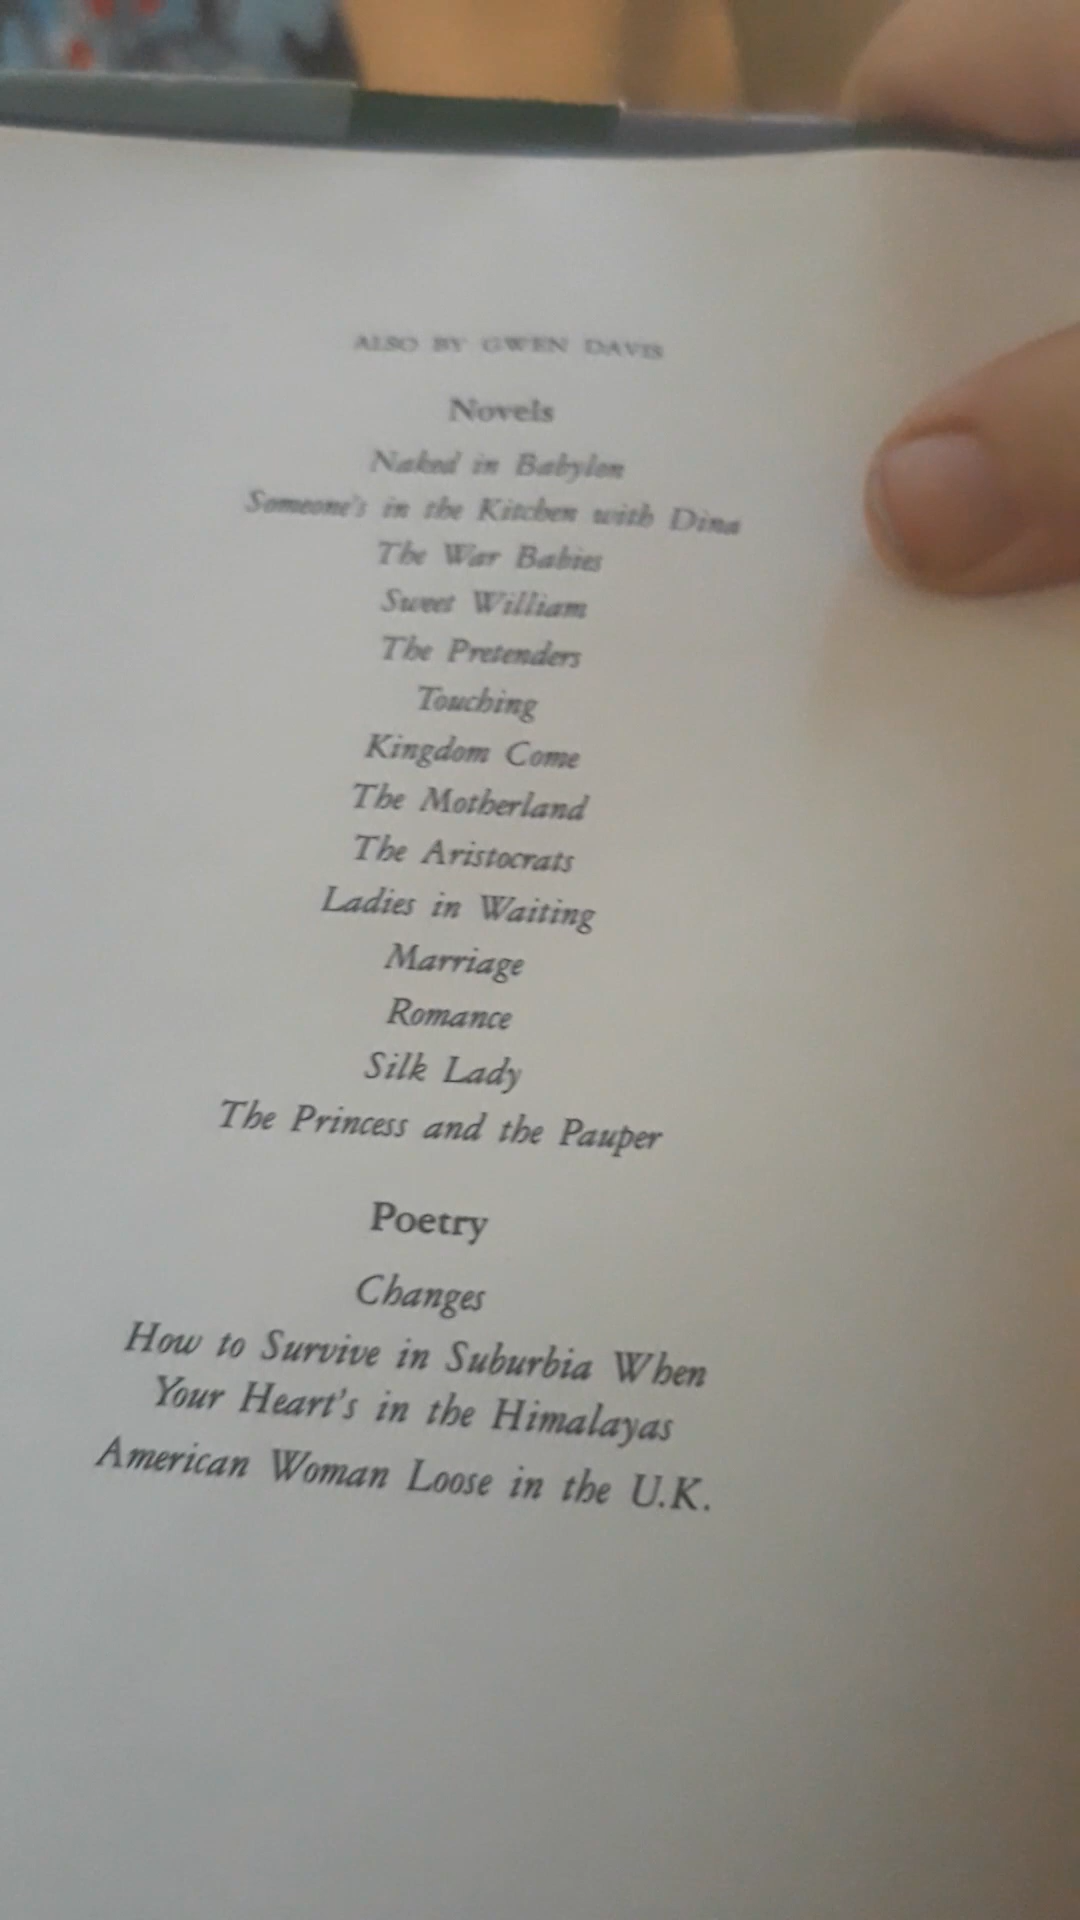 ALSO BY GWEN DAVIS
Novels
Naked in Babylon
Someone's in the Kitchen with Dina
The War Babies
Sweet William
The Pretenders
Touching
Kingdom Come
The Motherland
The Aristocrats
Ladies in Waiting
Marriage
Romance
Silk Lady
The Princess and the Pauper
Poetry
Changes
How to Survive in Suburbia When
Your Heart's in the Himalayas
American Woman Loose in the U.K.